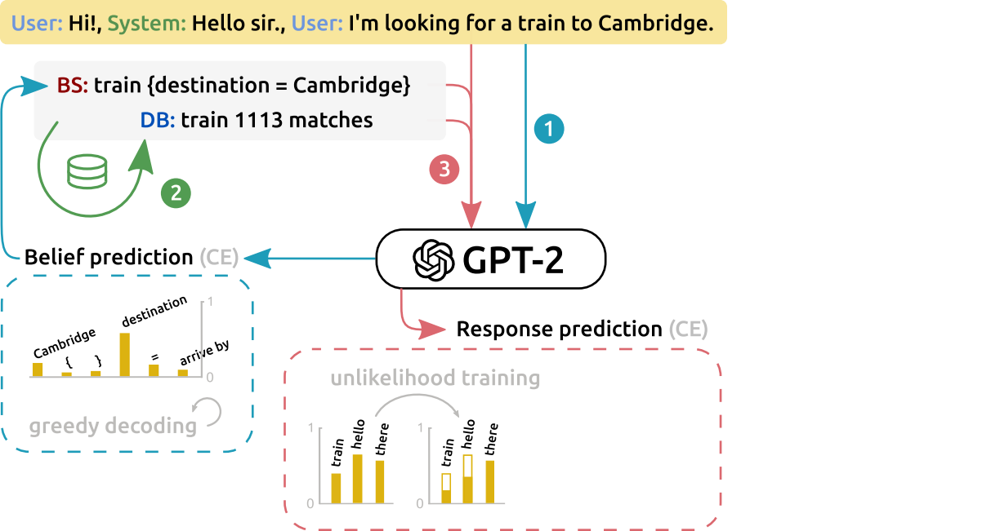 User: Hi!, System: Hello sir., User: I'm looking for a train to Cambridge.
BS: train {destination = Cambridge}
DB: train 1113 matches
1
3
2
GPT-2
Belief prediction (CE)
Cambridge { } destination = arrive by
1
0
greedy decoding
Response prediction (CE)
unlikelihood training
1
train hello there
0
1
train hello there
0